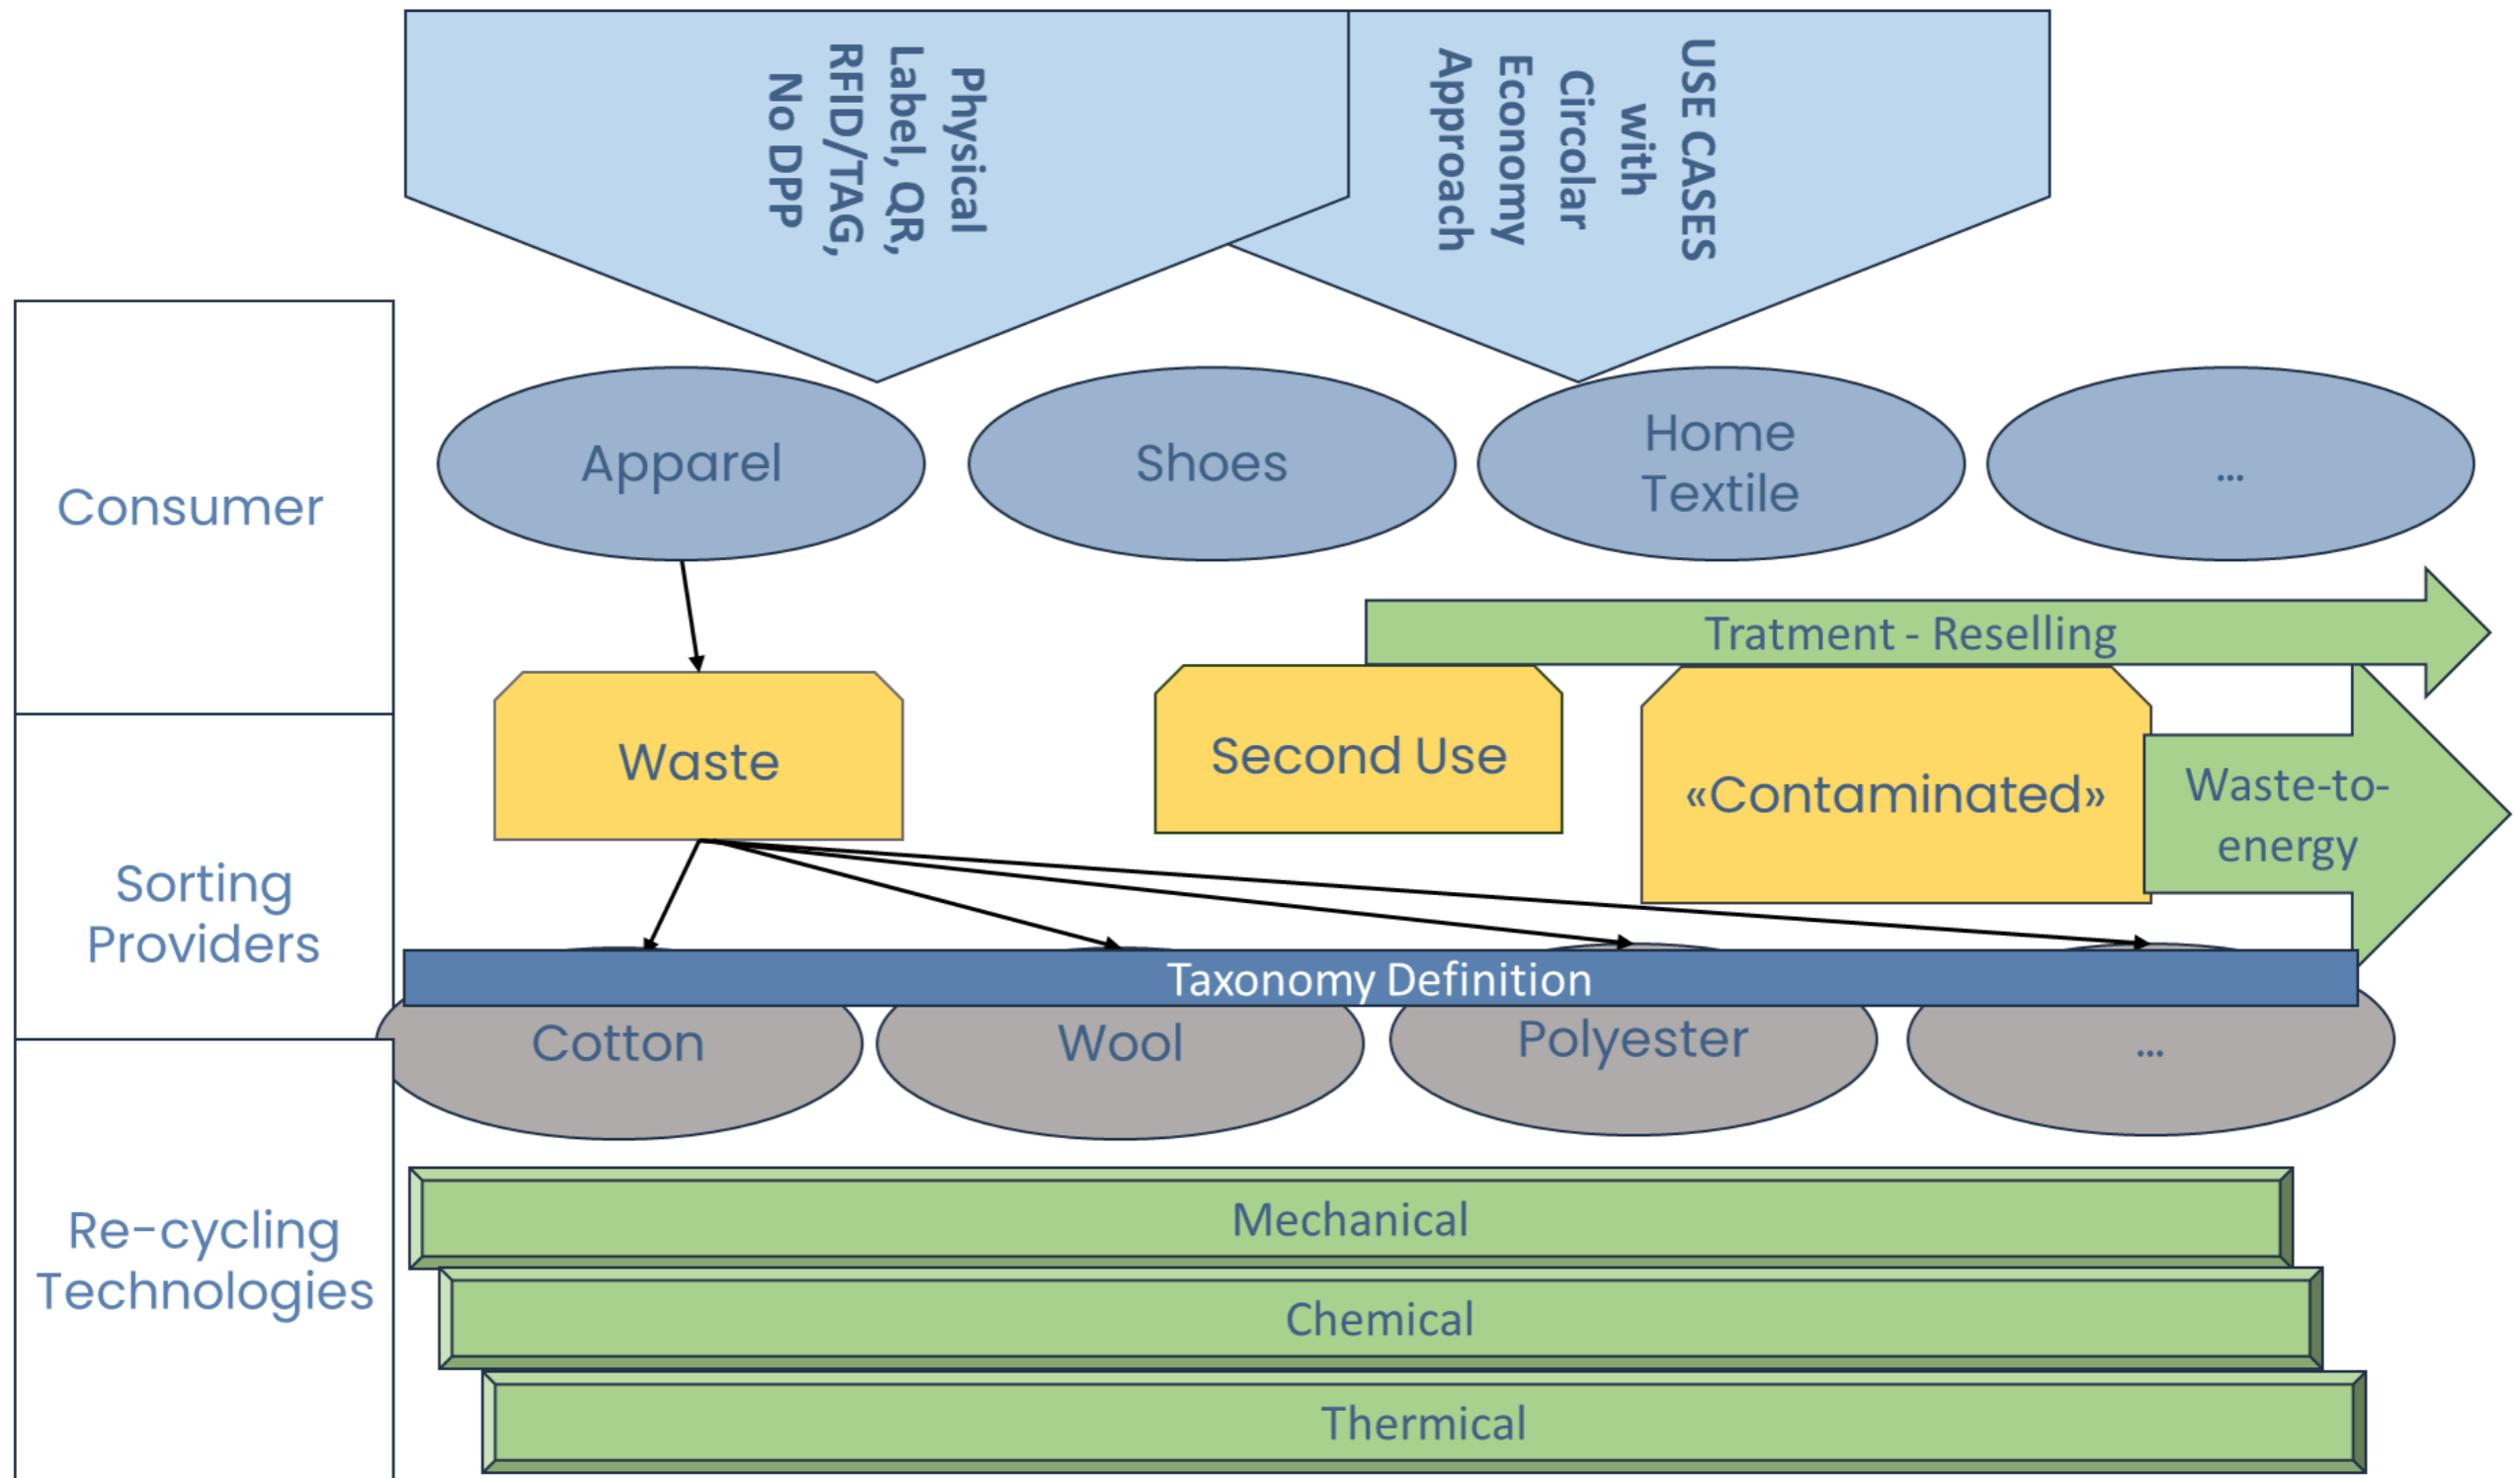 Physical
Label, QR,
RFID/TAG,
No DPP
USE CASES
with
Circolar
Economy
Approach
Consumer
Apparel
Shoes
Home
Textile
...
Tratment - Reselling
Sorting
Providers
Waste
Second Use
«Contaminated»
Waste-to-
energy
Taxonomy Definition
Cotton
Wool
Polyester
...
Re-cycling
Technologies
Mechanical
Chemical
Thermical